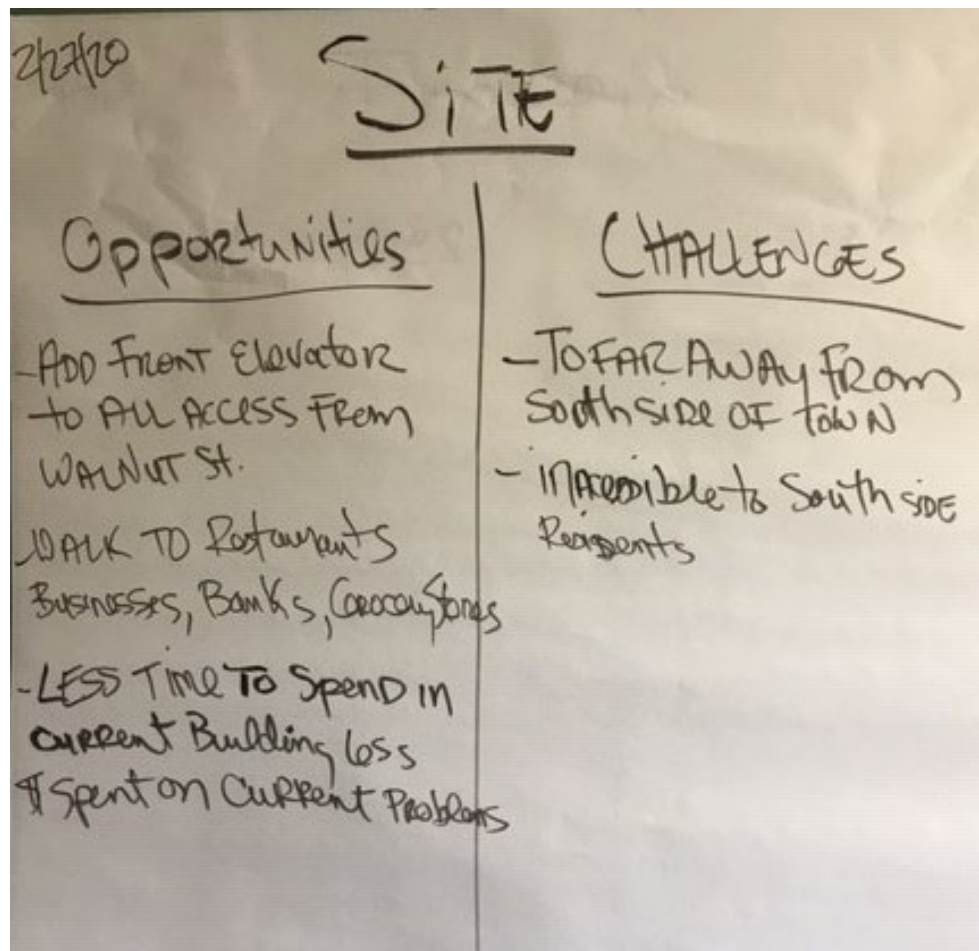 2/27/20
SiTE
Opportunities
-ADD FRONT Elevator
to ALL ACCESS FROM
WALNUT St.
-WALK TO Restaurants
Businesses, Banks, Grocery Stores
-LESS Time To Spend in
current Building less
$ Spent on Current Problems
CHALLENGES
-TO FAR AWAY FROM
South side OF town
- inaccessible to South side